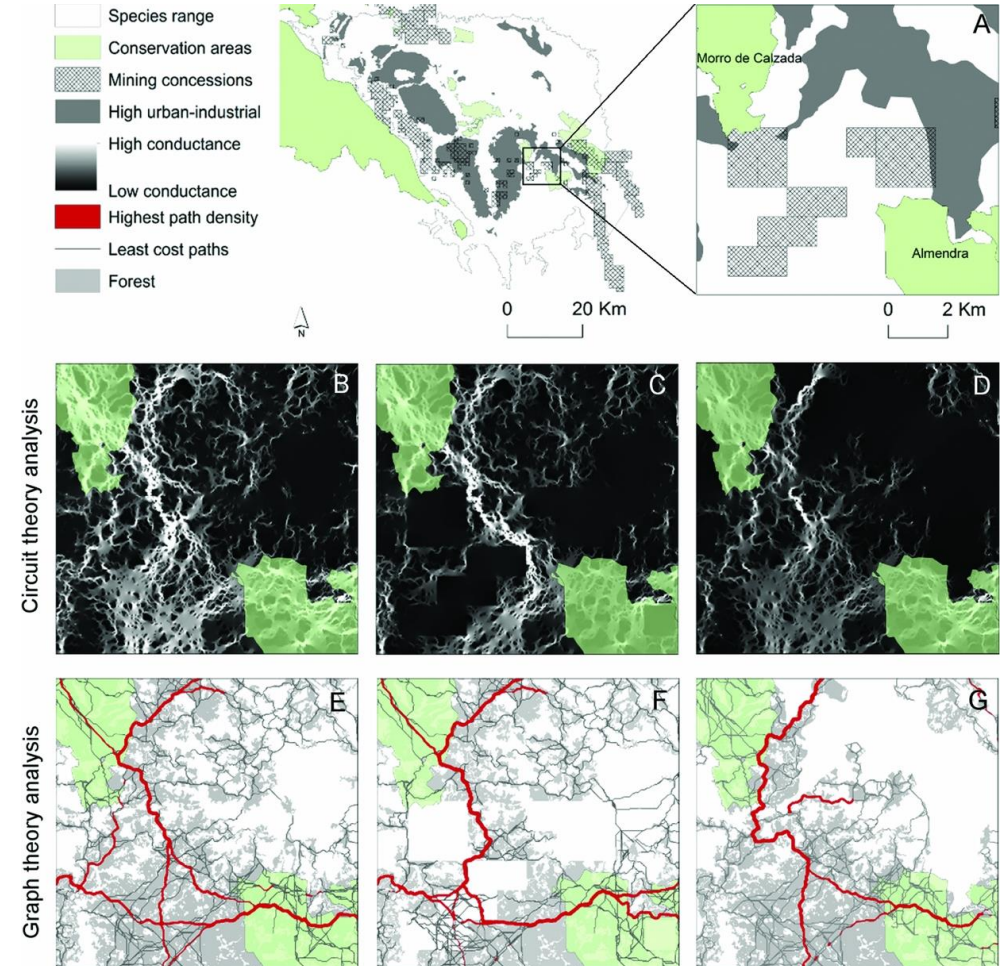 Species range
Conservation areas
Mining concessions
High urban-industrial
High conductance
Low conductance
Highest path density
Least cost paths
Forest
N
0 20 Km
A
Morro de Calzada
Almendra
0 2 Km
Circuit theory analysis
B
C
D
Graph theory analysis
E
F
G